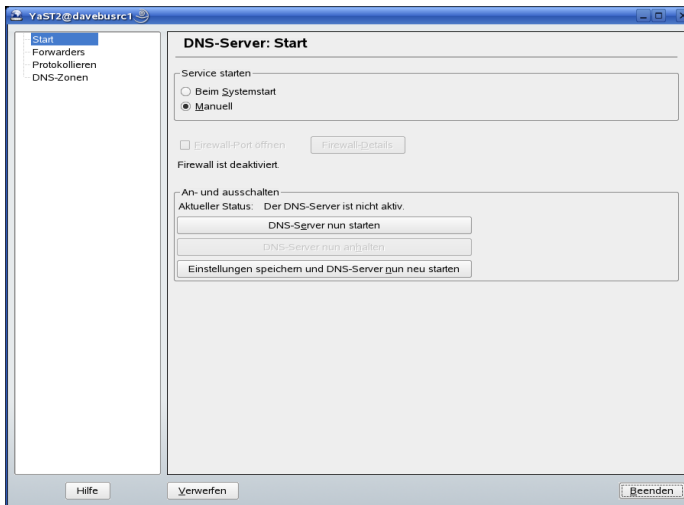 YaST2@davebusrc1
Start
Forwarders
Protokollieren
DNS-Zonen
DNS-Server: Start
Service starten
Beim Systemstart
Manuell
Firewall-Port öffnen
Firewall-Details
Firewall ist deaktiviert.
An- und ausschalten
Aktueller Status: Der DNS-Server ist nicht aktiv.
DNS-Server nun starten
DNS-Server nun anhalten
Einstellungen speichern und DNS-Server nun neu starten
Hilfe
Verwerfen
Beenden